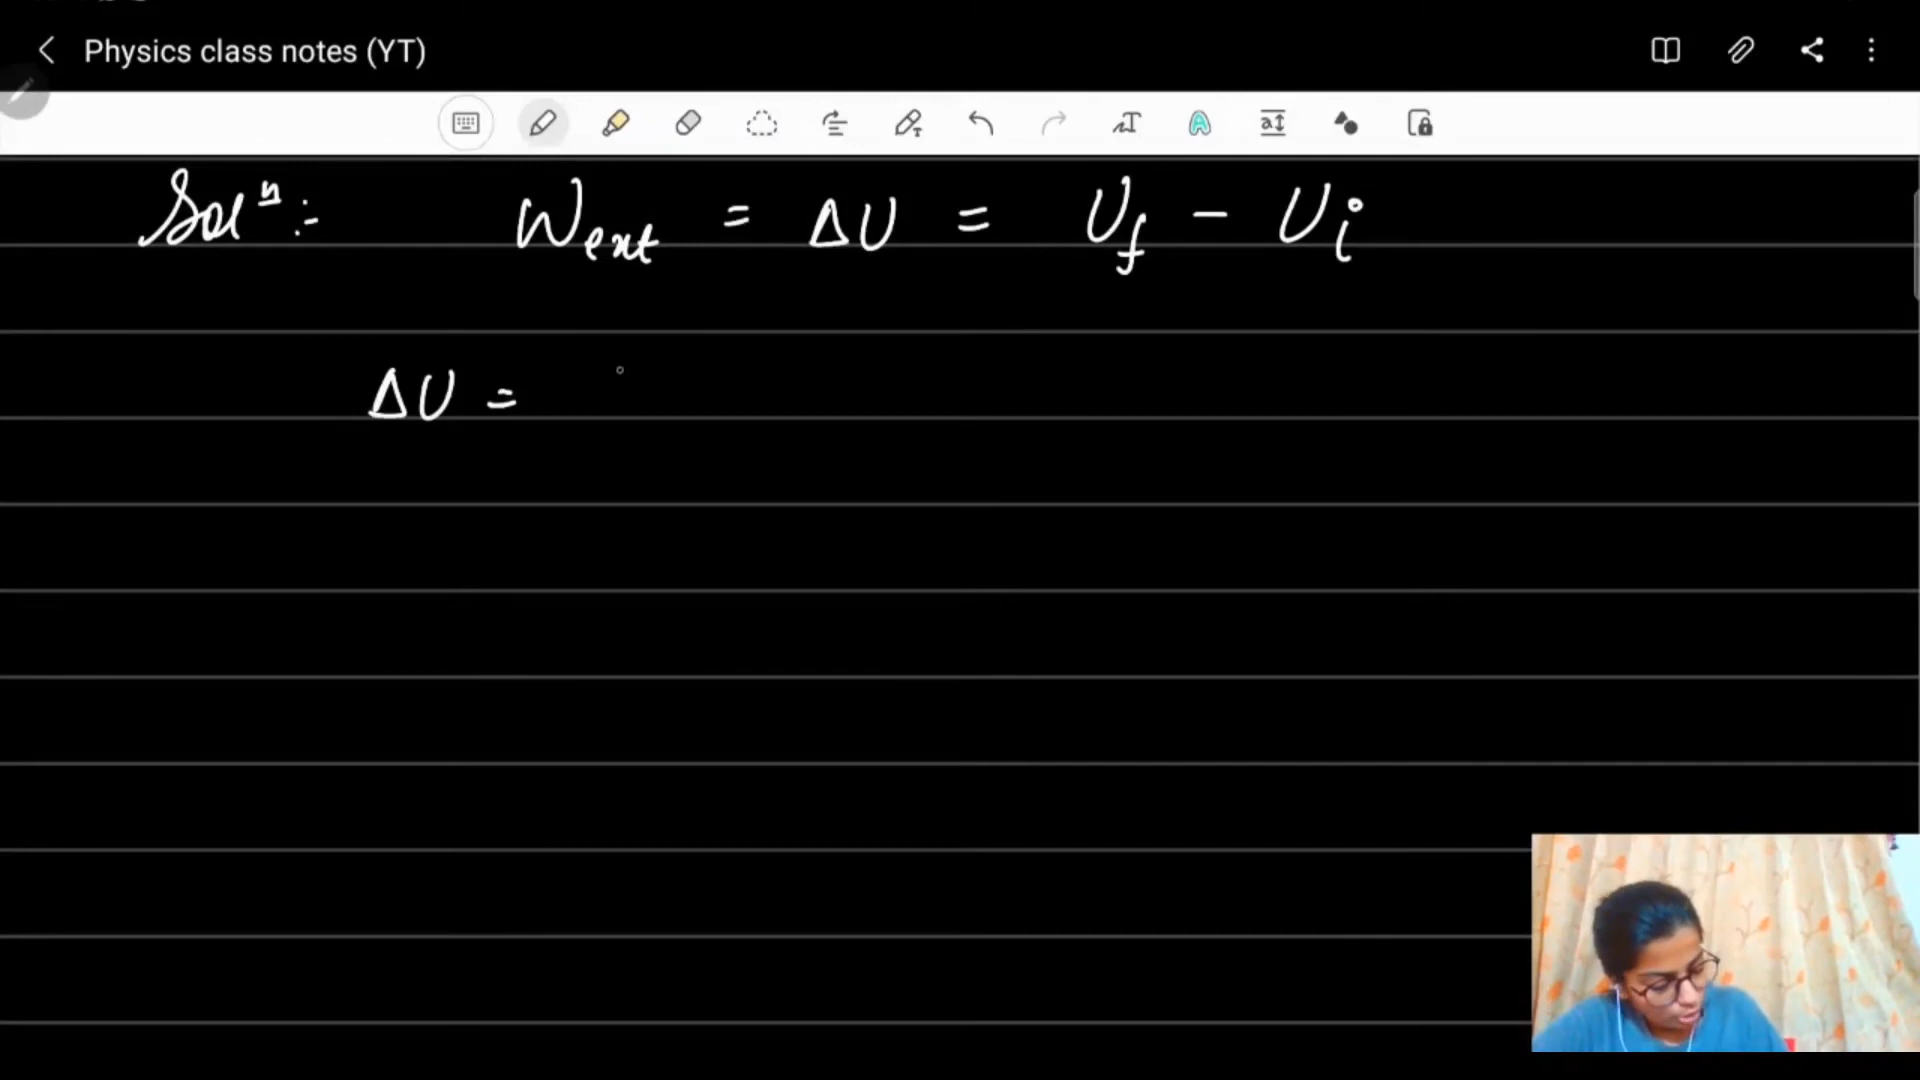 Physics class notes (YT)
Solⁿ :- W_ext = ΔU = U_f - U_i
ΔU =